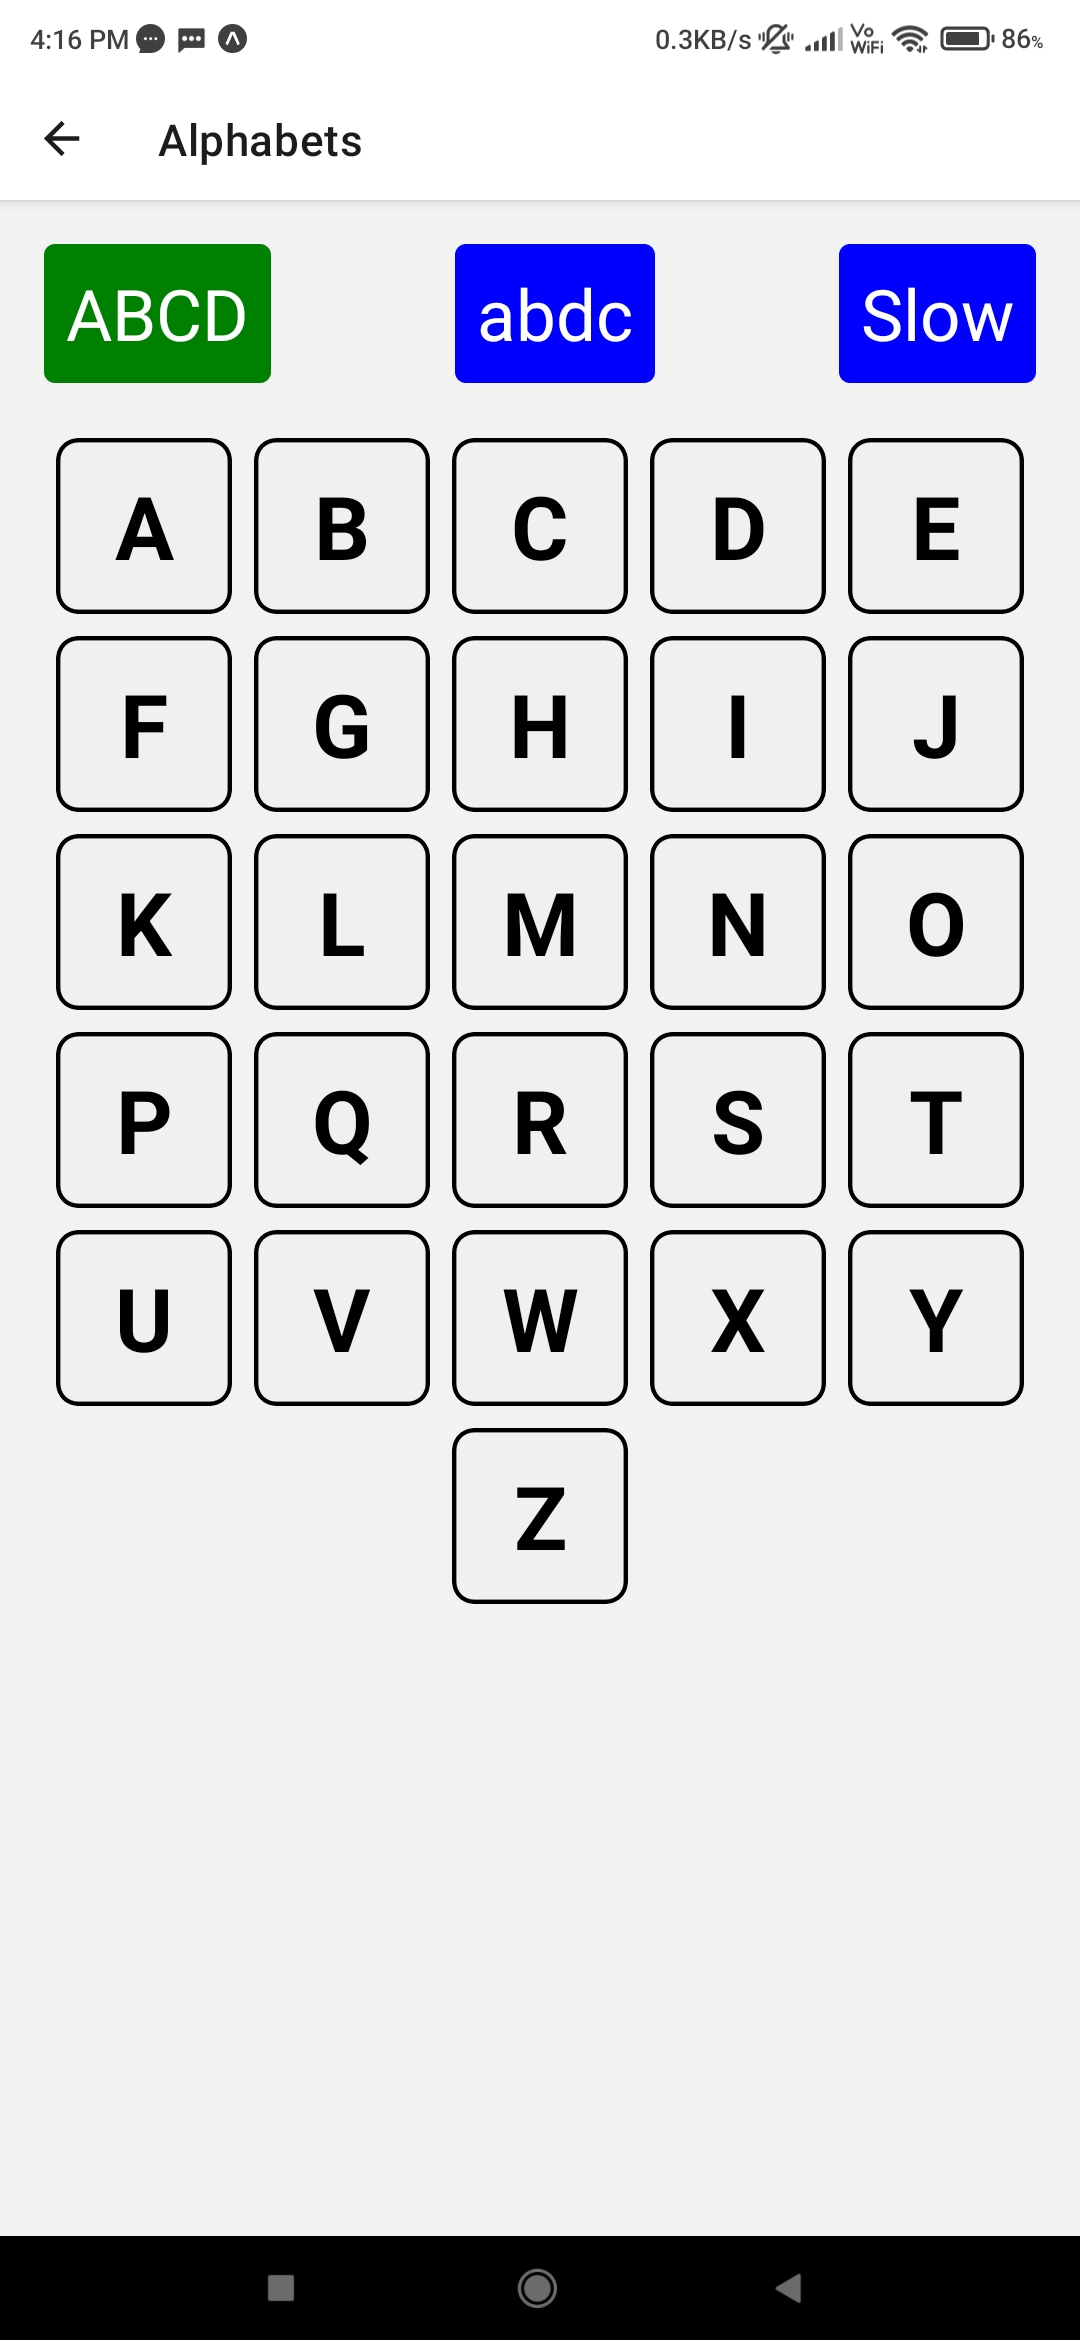 4:16 PM 0.3KB/s Vo WiFi 86%
Alphabets
ABCD abdc Slow
A B C D E
F G H I J
K L M N O
P Q R S T
U V W X Y
Z